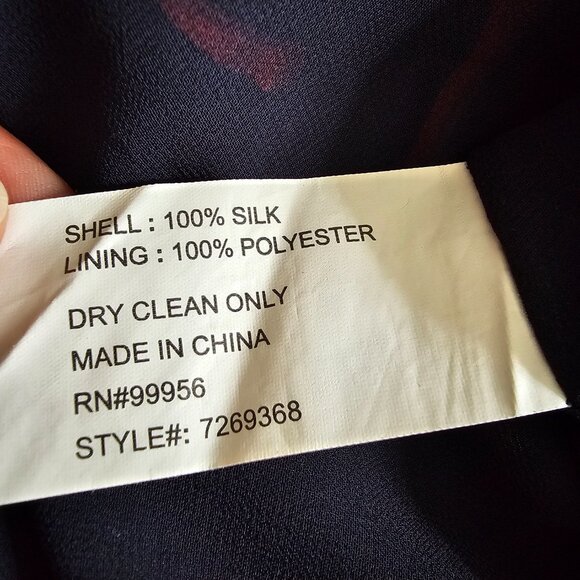 SHELL : 100% SILK
LINING : 100% POLYESTER
DRY CLEAN ONLY
MADE IN CHINA
RN#99956
STYLE#: 7269368